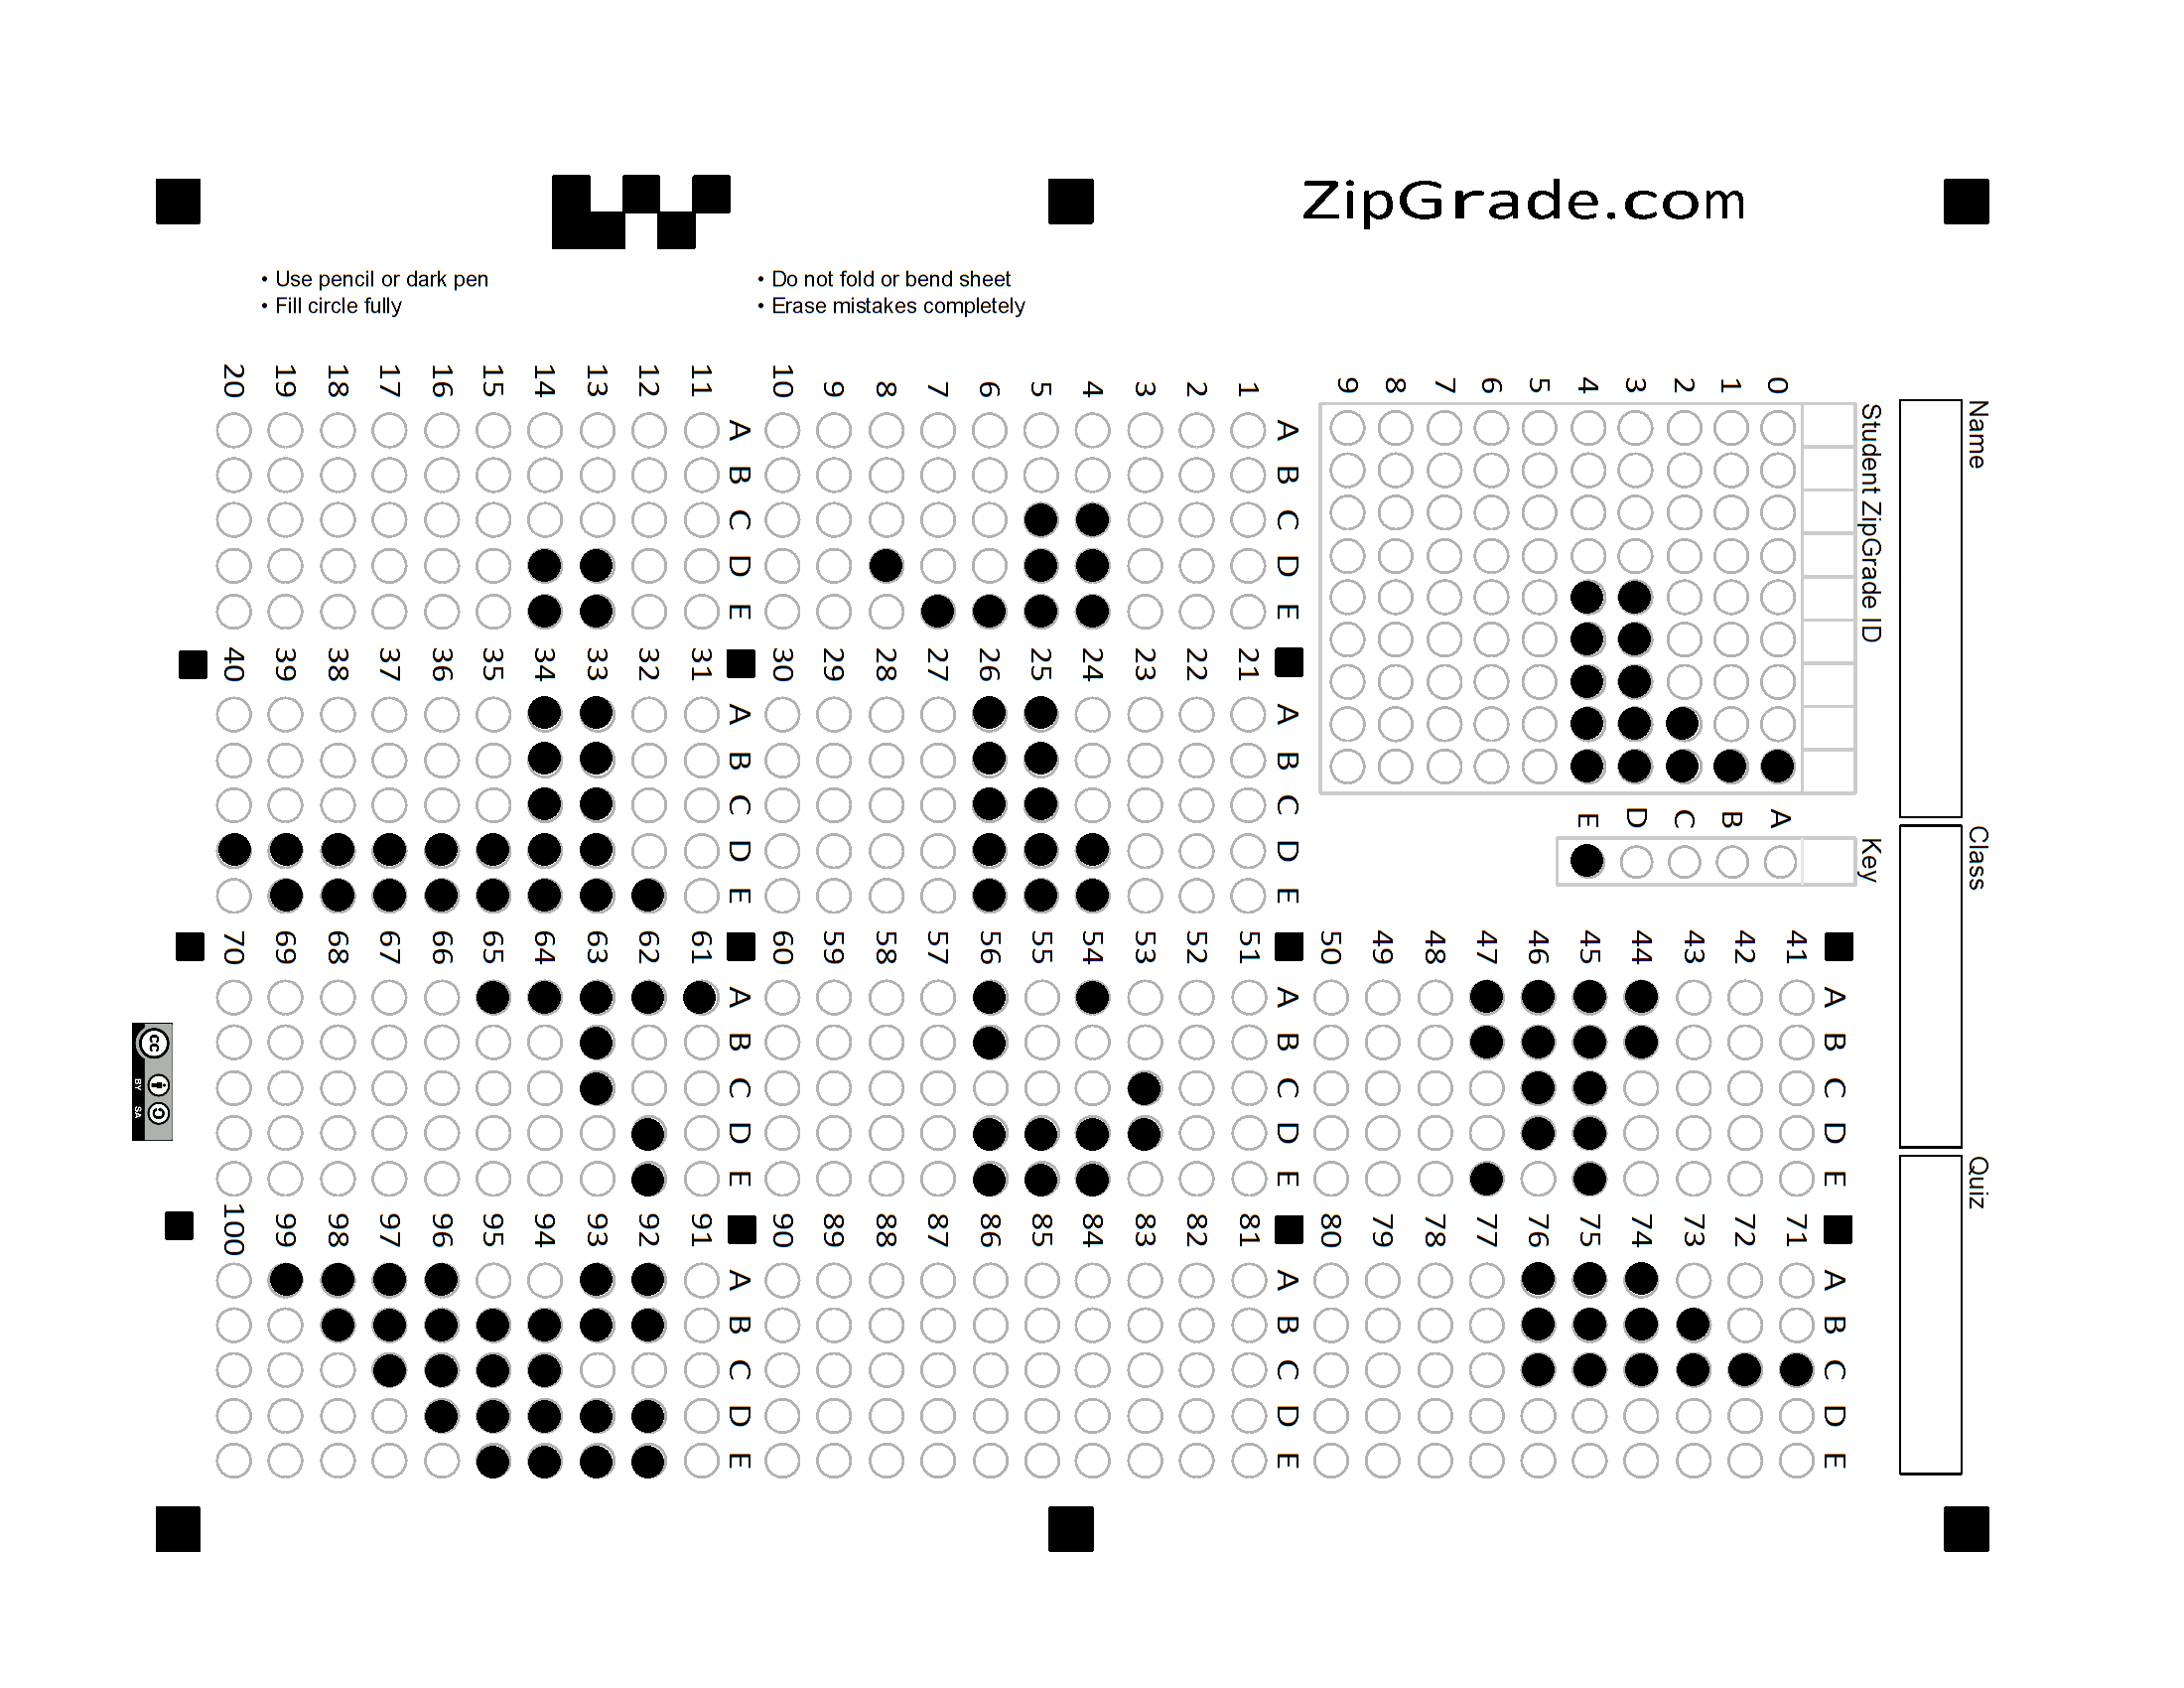 ZipGrade.com
• Use pencil or dark pen
• Fill circle fully
• Do not fold or bend sheet
• Erase mistakes completely
Name Class Quiz
Student ZipGrade ID Key
A B C D E A B C D E
0 A 41 71
1 B 42 72
2 C 43 73
3 D 44 74
4 E 45 75
5 46 76
6 47 77
7 48 78
8 49 79
9 50 80
A B C D E A B C D E A B C D E A B C D E
1 21 51 81
2 22 52 82
3 23 53 83
4 24 54 84
5 25 55 85
6 26 56 86
7 27 57 87
8 28 58 88
9 29 59 89
10 30 60 90
A B C D E A B C D E A B C D E A B C D E
11 31 61 91
12 32 62 92
13 33 63 93
14 34 64 94
15 35 65 95
16 36 66 96
17 37 67 97
18 38 68 98
19 39 69 99
20 40 70 100
cc BY SA